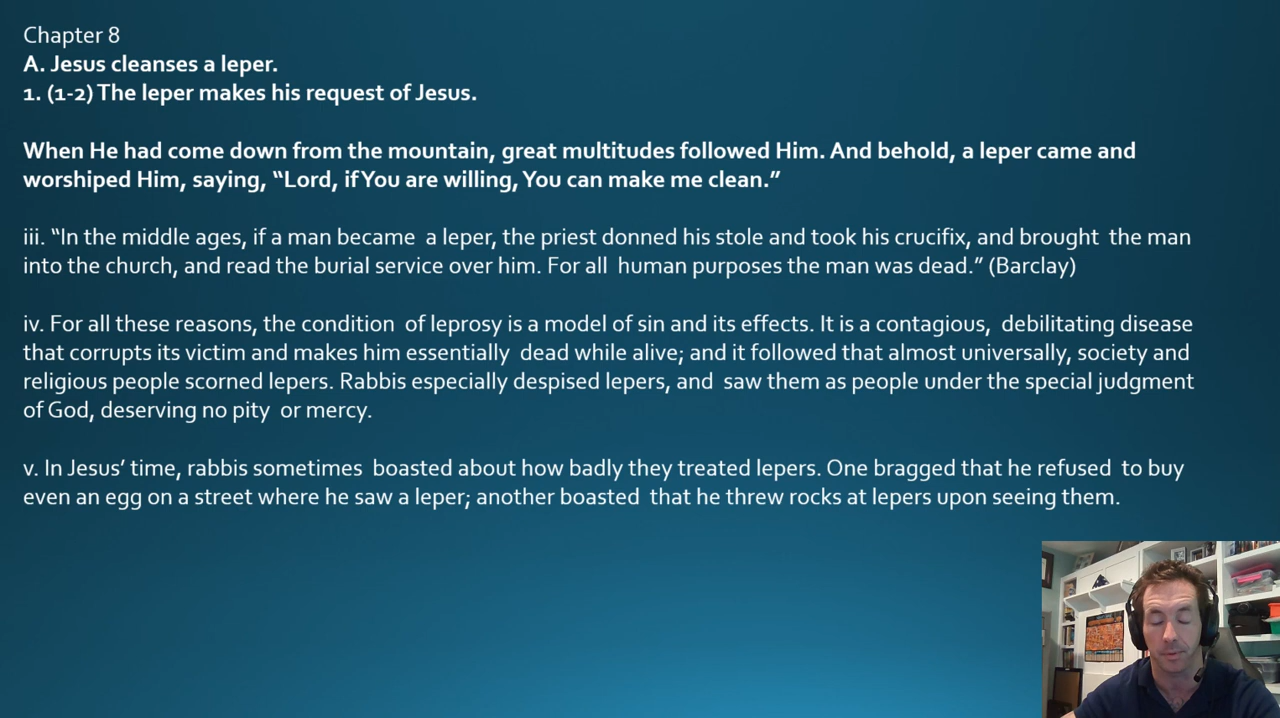 Chapter 8
A. Jesus cleanses a leper.
1. (1-2) The leper makes his request of Jesus.
When He had come down from the mountain, great multitudes followed Him. And behold, a leper came and
worshiped Him, saying, “Lord, if You are willing, You can make me clean.”
iii. “In the middle ages, if a man became a leper, the priest donned his stole and took his crucifix, and brought the man
into the church, and read the burial service over him. For all human purposes the man was dead.” (Barclay)
iv. For all these reasons, the condition of leprosy is a model of sin and its effects. It is a contagious, debilitating disease
that corrupts its victim and makes him essentially dead while alive; and it followed that almost universally, society and
religious people scorned lepers. Rabbis especially despised lepers, and saw them as people under the special judgment
of God, deserving no pity or mercy.
v. In Jesus’ time, rabbis sometimes boasted about how badly they treated lepers. One bragged that he refused to buy
even an egg on a street where he saw a leper; another boasted that he threw rocks at lepers upon seeing them.